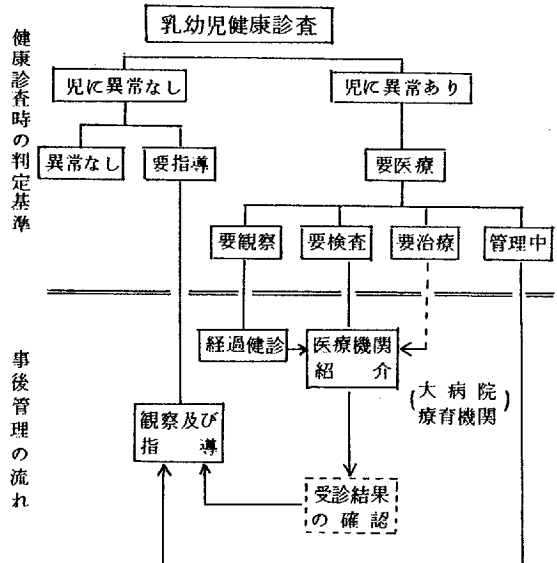 乳幼児健康診査
健康診査時の判定基準
児に異常なし
児に異常あり
異常なし
要指導
要医療
要観察
要検査
要治療
管理中
事後管理の流れ
経過健診
医療機関
紹介
(大病院
療育機関)
観察及び
指導
受診結果
の確認